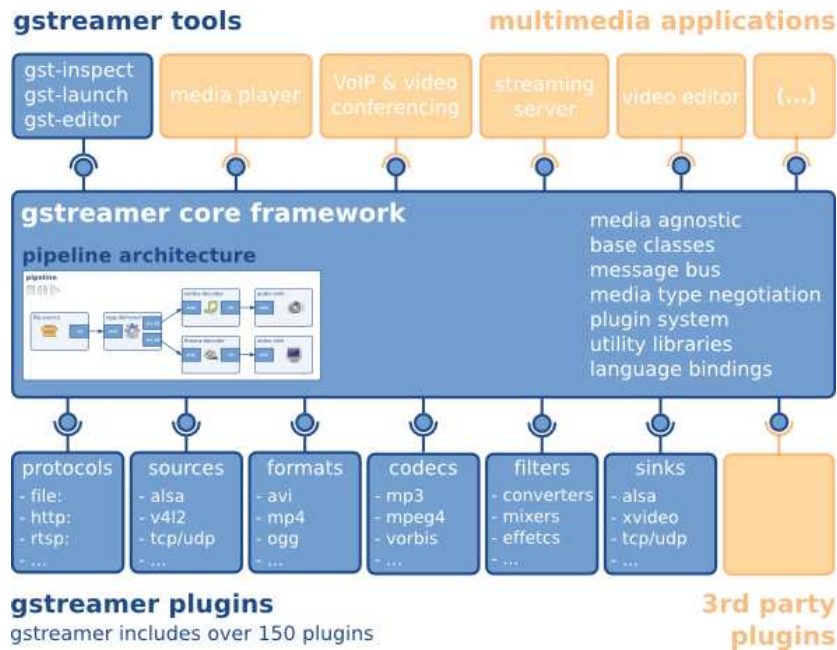 gstreamer tools
multimedia applications
gst-inspect
gst-launch
gst-editor
media player
VoIP & video
conferencing
streaming
server
video editor
(...)
gstreamer core framework
pipeline architecture
pipeline
media agnostic
base classes
message bus
media type negotiation
plugin system
utility libraries
language bindings
protocols
- file:
- http:
- rtsp:
- ...
sources
- alsa
- v4l2
- tcp/udp
- ...
formats
- avi
- mp4
- ogg
- ...
codecs
- mp3
- mpeg4
- vorbis
- ...
filters
- converters
- mixers
- effetcs
- ...
sinks
- alsa
- xvideo
- tcp/udp
- ...
gstreamer plugins
gstreamer includes over 150 plugins
3rd party
plugins